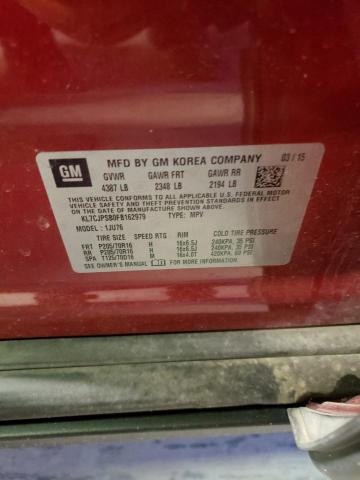 GM
MFD BY GM KOREA COMPANY 03/15
GVWR GAWR FRT GAWR RR
4387 LB 2348 LB 2194 LB
THIS VEHICLE CONFORMS TO ALL APPLICABLE U.S. FEDERAL MOTOR
VEHICLE SAFETY AND THEFT PREVENTION STANDARDS IN EFFECT
ON THE DATE OF MANUFACTURE SHOWN ABOVE.
KL7CJPSB0FB162979 TYPE: MPV
MODEL: 1JU76
TIRE SIZE SPEED RTG RIM COLD TIRE PRESSURE
FRT P205/70R16 H 16x6.5J 240KPA, 35 PSI
RR P205/70R16 H 16x6.5J 240KPA, 35 PSI
SPA T125/70D16 M 16x4.0T 420KPA, 60 PSI
SEE OWNER'S MANUAL FOR MORE INFORMATION.